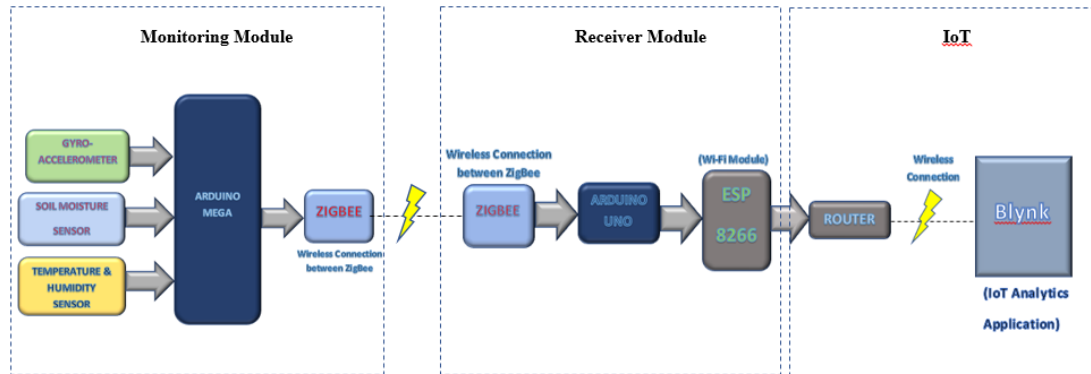 Monitoring Module
GYRO-
ACCELEROMETER
SOIL MOISTURE
SENSOR
TEMPERATURE &
HUMIDITY
SENSOR
ARDUINO
MEGA
ZIGBEE
Wireless Connection
between ZigBee
Receiver Module
Wireless Connection
between ZigBee
ZIGBEE
ARDUINO
UNO
(Wi-Fi Module)
ESP
8266
IoT
ROUTER
Wireless
Connection
Blynk
(IoT Analytics
Application)